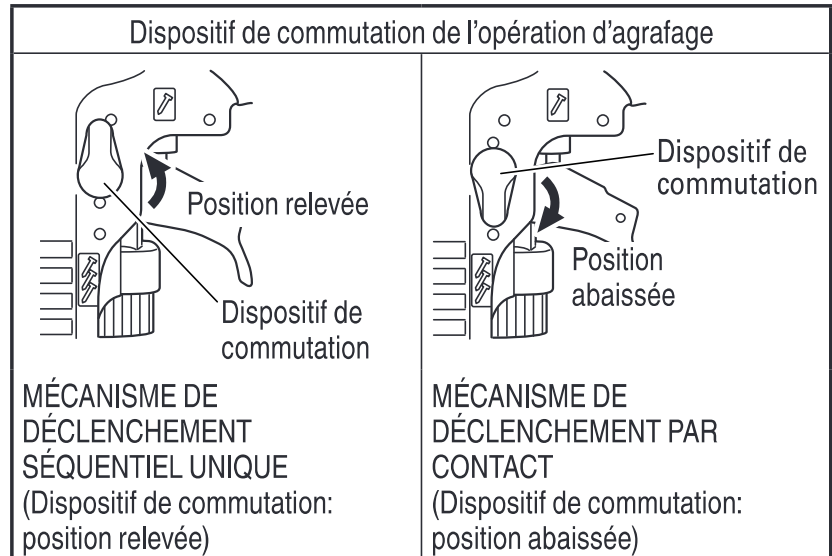 Dispositif de commutation de l'opération d'agrafage
Position relevée
Dispositif de
commutation
MÉCANISME DE
DÉCLENCHEMENT
SÉQUENTIEL UNIQUE
(Dispositif de commutation:
position relevée)
Dispositif de
commutation
Position
abaissée
MÉCANISME DE
DÉCLENCHEMENT PAR
CONTACT
(Dispositif de commutation:
position abaissée)